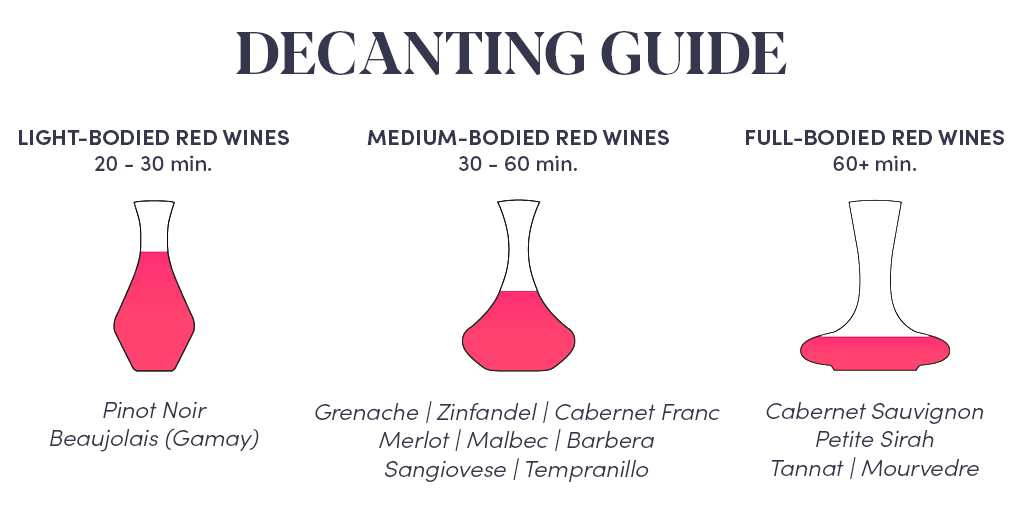 DECANTING GUIDE
LIGHT-BODIED RED WINES
20 - 30 min.
Pinot Noir
Beaujolais (Gamay)
MEDIUM-BODIED RED WINES
30 - 60 min.
Grenache | Zinfandel | Cabernet Franc
Merlot | Malbec | Barbera
Sangiovese | Tempranillo
FULL-BODIED RED WINES
60+ min.
Cabernet Sauvignon
Petite Sirah
Tannat | Mourvedre